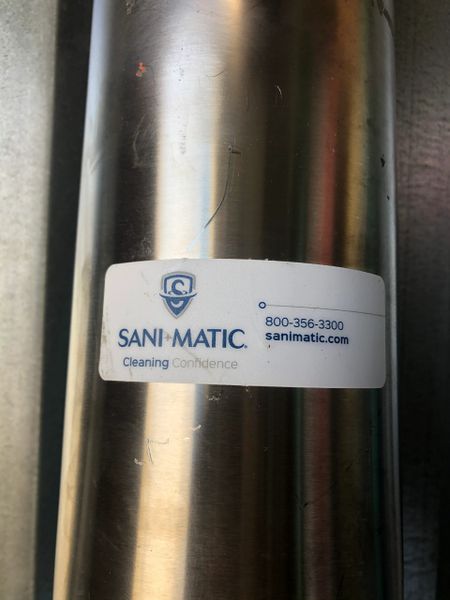 SANI+MATIC®
Cleaning Confidence
800-356-3300
sanimatic.com